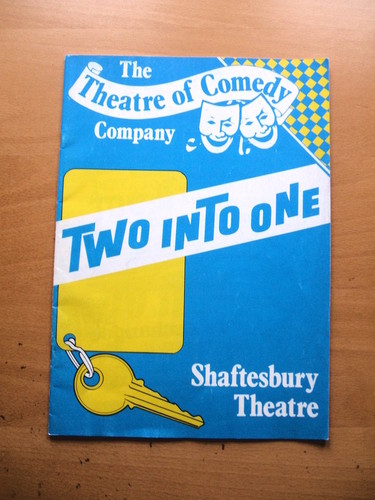 The
Theatre of Comedy
Company
TWO INTO ONE
Shaftesbury
Theatre